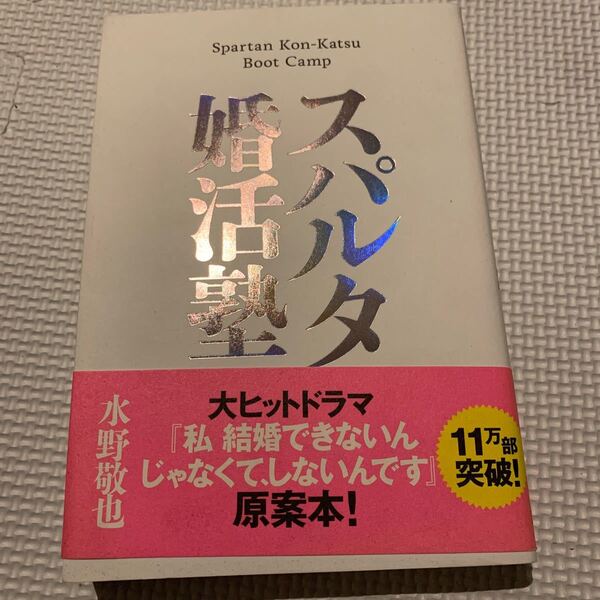 Spartan Kon-Katsu
Boot Camp
スパルタ
婚活塾
水野敬也
大ヒットドラマ
『私 結婚できないん
じゃなくて、しないんです』
原案本!
11万部
突破!